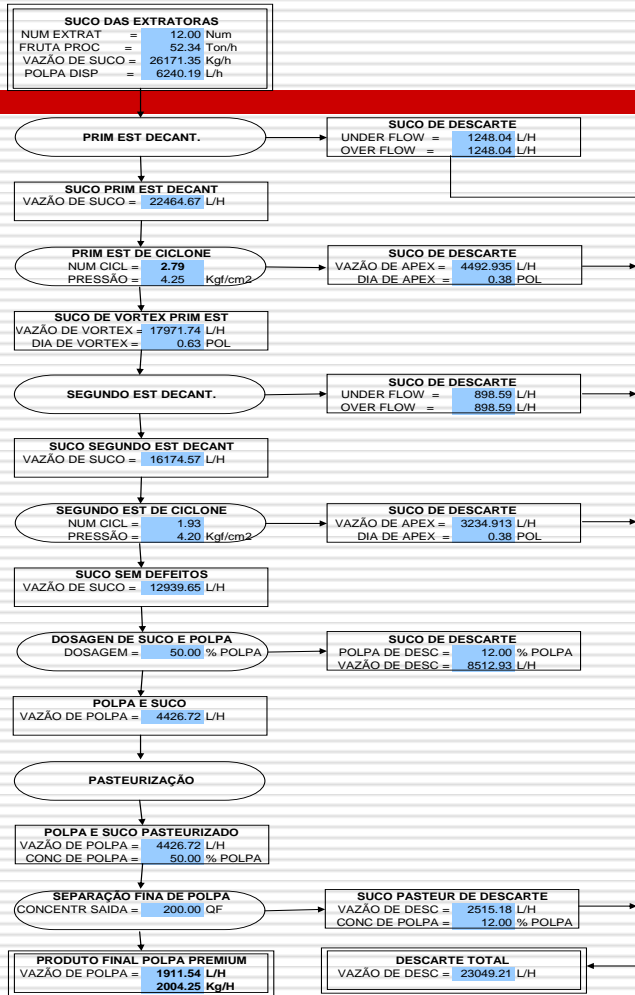 SUCO DAS EXTRATORAS
NUM EXTRAT = 12.00 Num
FRUTA PROC = 52.34 Ton/h
VAZÃO DE SUCO = 26171.35 Kg/h
POLPA DISP = 6240.19 L/h
PRIM EST DECANT.
SUCO DE DESCARTE
UNDER FLOW = 1248.04 L/H
OVER FLOW = 1248.04 L/H
SUCO PRIM EST DECANT
VAZÃO DE SUCO = 22464.67 L/H
PRIM EST DE CICLONE
NUM CICL = 2.79
PRESSÃO = 4.25 Kgf/cm2
SUCO DE DESCARTE
VAZÃO DE APEX = 4492.935 L/H
DIA DE APEX = 0.38 POL
SUCO DE VORTEX PRIM EST
VAZÃO DE VORTEX = 17971.74 L/H
DIA DE VORTEX = 0.63 POL
SEGUNDO EST DECANT.
SUCO DE DESCARTE
UNDER FLOW = 898.59 L/H
OVER FLOW = 898.59 L/H
SUCO SEGUNDO EST DECANT
VAZÃO DE SUCO = 16174.57 L/H
SEGUNDO EST DE CICLONE
NUM CICL = 1.93
PRESSÃO = 4.20 Kgf/cm2
SUCO DE DESCARTE
VAZÃO DE APEX = 3234.913 L/H
DIA DE APEX = 0.38 POL
SUCO SEM DEFEITOS
VAZÃO DE SUCO = 12939.65 L/H
DOSAGEN DE SUCO E POLPA
DOSAGEM = 50.00 % POLPA
SUCO DE DESCARTE
POLPA DE DESC = 12.00 % POLPA
VAZÃO DE DESC = 8512.93 L/H
POLPA E SUCO
VAZÃO DE POLPA = 4426.72 L/H
PASTEURIZAÇÃO
POLPA E SUCO PASTEURIZADO
VAZÃO DE POLPA = 4426.72 L/H
CONC DE POLPA = 50.00 % POLPA
SEPARAÇÃO FINA DE POLPA
CONCENTR SAIDA = 200.00 QF
SUCO PASTEUR DE DESCARTE
VAZÃO DE DESC = 2515.18 L/H
CONC DE POLPA = 12.00 % POLPA
PRODUTO FINAL POLPA PREMIUM
VAZÃO DE POLPA = 1911.54 L/H
2004.25 Kg/H
DESCARTE TOTAL
VAZÃO DE DESC = 23049.21 L/H